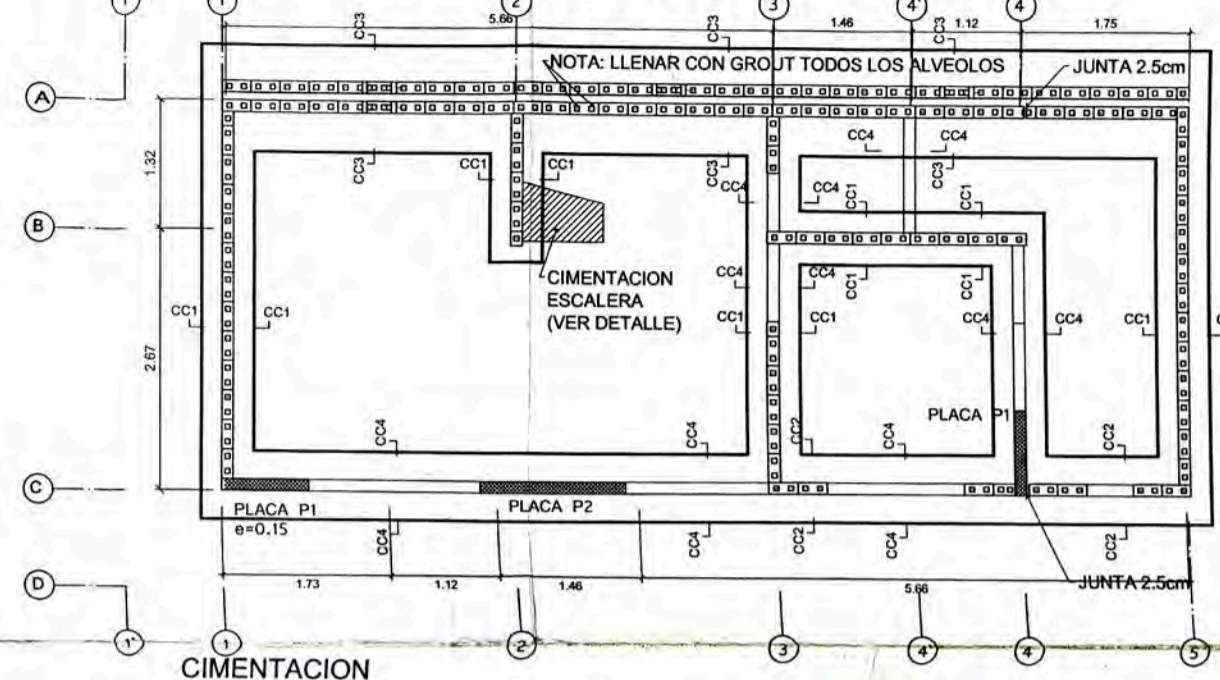 1' 1 2 3 4' 4
CC3 5.66 CC3 1.46 CC3 1.12 1.75
NOTA: LLENAR CON GROUT TODOS LOS ALVEOLOS
JUNTA 2.5cm
A
CC4 CC4
1.32
CC3 CC1 CC1 CC3 CC4 CC4 CC1 CC3 CC1
B
CIMENTACION
ESCALERA
(VER DETALLE)
CC4 CC4 CC1 CC1
CC1 CC1 CC1 CC1 CC4 CC4 CC1
2.67
PLACA P1
CC4 CC4 CC2 CC4 CC2
C
PLACA P1
e=0.15
PLACA P2
CC4 CC4 CC2 CC4 CC2
D
1.73 1.12 1.46 5.66
JUNTA 2.5cm
1' 1 2 3 4' 4 5
CIMENTACION